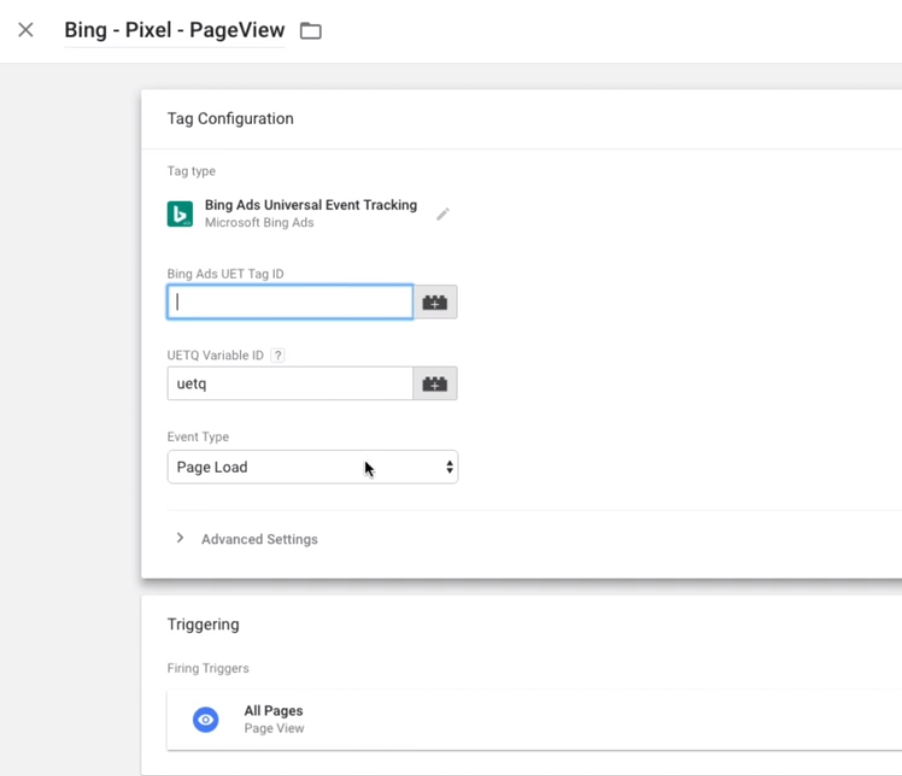 Bing - Pixel - PageView
Tag Configuration
Tag type
Bing Ads Universal Event Tracking
Microsoft Bing Ads
Bing Ads UET Tag ID
UETQ Variable ID ?
uetq
Event Type
Page Load
Advanced Settings
Triggering
Firing Triggers
All Pages
Page View